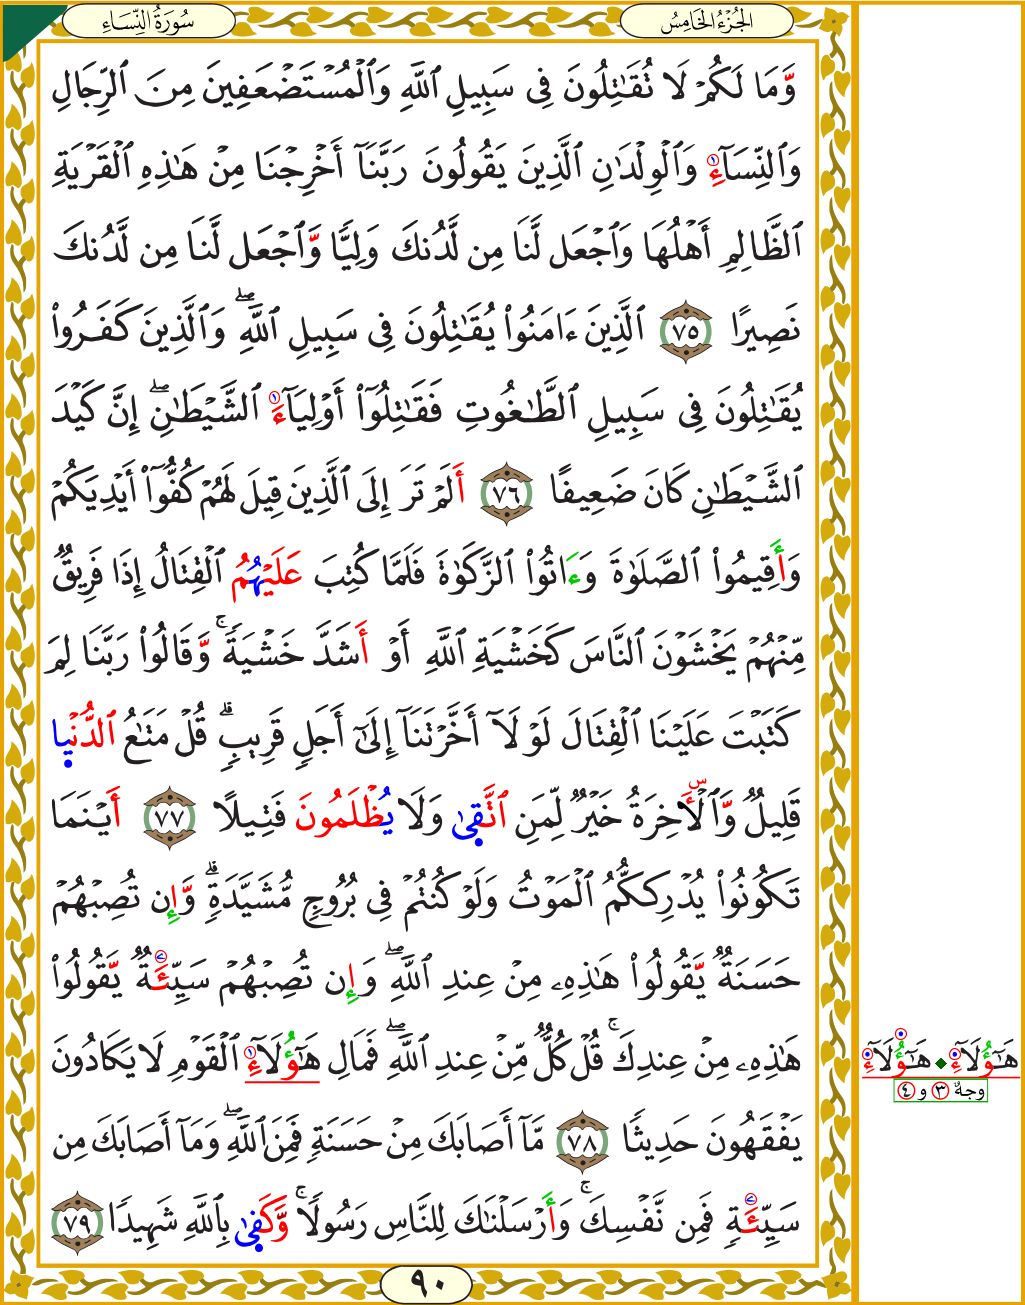 الجُزْءُ الخَامِسُ
سُورَةُ النِّسَاءِ
وَّمَا لَكُمْ لَا تُقَٰتِلُونَ فِى سَبِيلِ ٱللَّهِ وَٱلْمُسْتَضْعَفِينَ مِنَ ٱلرِّجَالِ
وَٱلنِّسَآءِ وَٱلْوِلْدَٰنِ ٱلَّذِينَ يَقُولُونَ رَبَّنَآ أَخْرِجْنَا مِنْ هَٰذِهِ ٱلْقَرْيَةِ
ٱلظَّالِمِ أَهْلُهَا وَٱجْعَل لَّنَا مِن لَّدُنكَ وَلِيًّا وَّٱجْعَل لَّنَا مِن لَّدُنكَ
نَصِيرًا ٧٥ ٱلَّذِينَ ءَامَنُوا۟ يُقَٰتِلُونَ فِى سَبِيلِ ٱللَّهِۖ وَٱلَّذِينَ كَفَرُوا۟
يُقَٰتِلُونَ فِى سَبِيلِ ٱلطَّٰغُوتِ فَقَٰتِلُوٓا۟ أَوْلِيَآءَ ٱلشَّيْطَٰنِۖ إِنَّ كَيْدَ
ٱلشَّيْطَٰنِ كَانَ ضَعِيفًا ٧٦ أَلَمْ تَرَ إِلَى ٱلَّذِينَ قِيلَ لَهُمْ كُفُّوٓا۟ أَيْدِيَكُمْ
وَأَقِيمُوا۟ ٱلصَّلَوٰةَ وَءَاتُوا۟ ٱلزَّكَوٰةَ فَلَمَّا كُتِبَ عَلَيْهُمُ ٱلْقِتَالُ إِذَا فَرِيقٌ
مِّنْهُمْ يَخْشَوْنَ ٱلنَّاسَ كَخَشْيَةِ ٱللَّهِ أَوْ أَشَدَّ خَشْيَةًۚ وَّقَالُوا۟ رَبَّنَا لِمَ
كَتَبْتَ عَلَيْنَا ٱلْقِتَالَ لَوْلَآ أَخَّرْتَنَآ إِلَىٰٓ أَجَلٍ قَرِيبٍۗ قُلْ مَتَٰعُ ٱلدُّنْيِا
قَلِيلٌ وَّٱلْأَخِرَةُ خَيْرٌ لِّمَنِ ٱتَّقِىٰ وَلَا يُظْلَمُونَ فَتِيلًا ٧٧ أَيْنَمَا
تَكُونُوا۟ يُدْرِككُّمُ ٱلْمَوْتُ وَلَوْ كُنتُمْ فِى بُرُوجٍ مُّشَيَّدَةٍۗ وَّإِن تُصِبْهُمْ
حَسَنَةٌ يَّقُولُوا۟ هَٰذِهِۦ مِنْ عِندِ ٱللَّهِۖ وَإِن تُصِبْهُمْ سَيِّئَةٌ يَّقُولُوا۟
هَٰذِهِۦ مِنْ عِندِكَۚ قُلْ كُلٌّ مِّنْ عِندِ ٱللَّهِۖ فَمَالِ هَٰٓؤُلَآءِ ٱلْقَوْمِ لَا يَكَادُونَ
يَفْقَهُونَ حَدِيثًا ٧٨ مَّآ أَصَابَكَ مِنْ حَسَنَةٍ فَمِنَ ٱللَّهِۖ وَمَآ أَصَابَكَ مِن
سَيِّئَةٍ فَمِن نَّفْسِكَۚ وَأَرْسَلْنَٰكَ لِلنَّاسِ رَسُولًاۚ وَّكَفِىٰ بِٱللَّهِ شَهِيدًا ٧٩
هَٰٓؤُلَآءِ هَٰٓؤُلَآءِ
وجهُ ٣ و ٤
٩٠